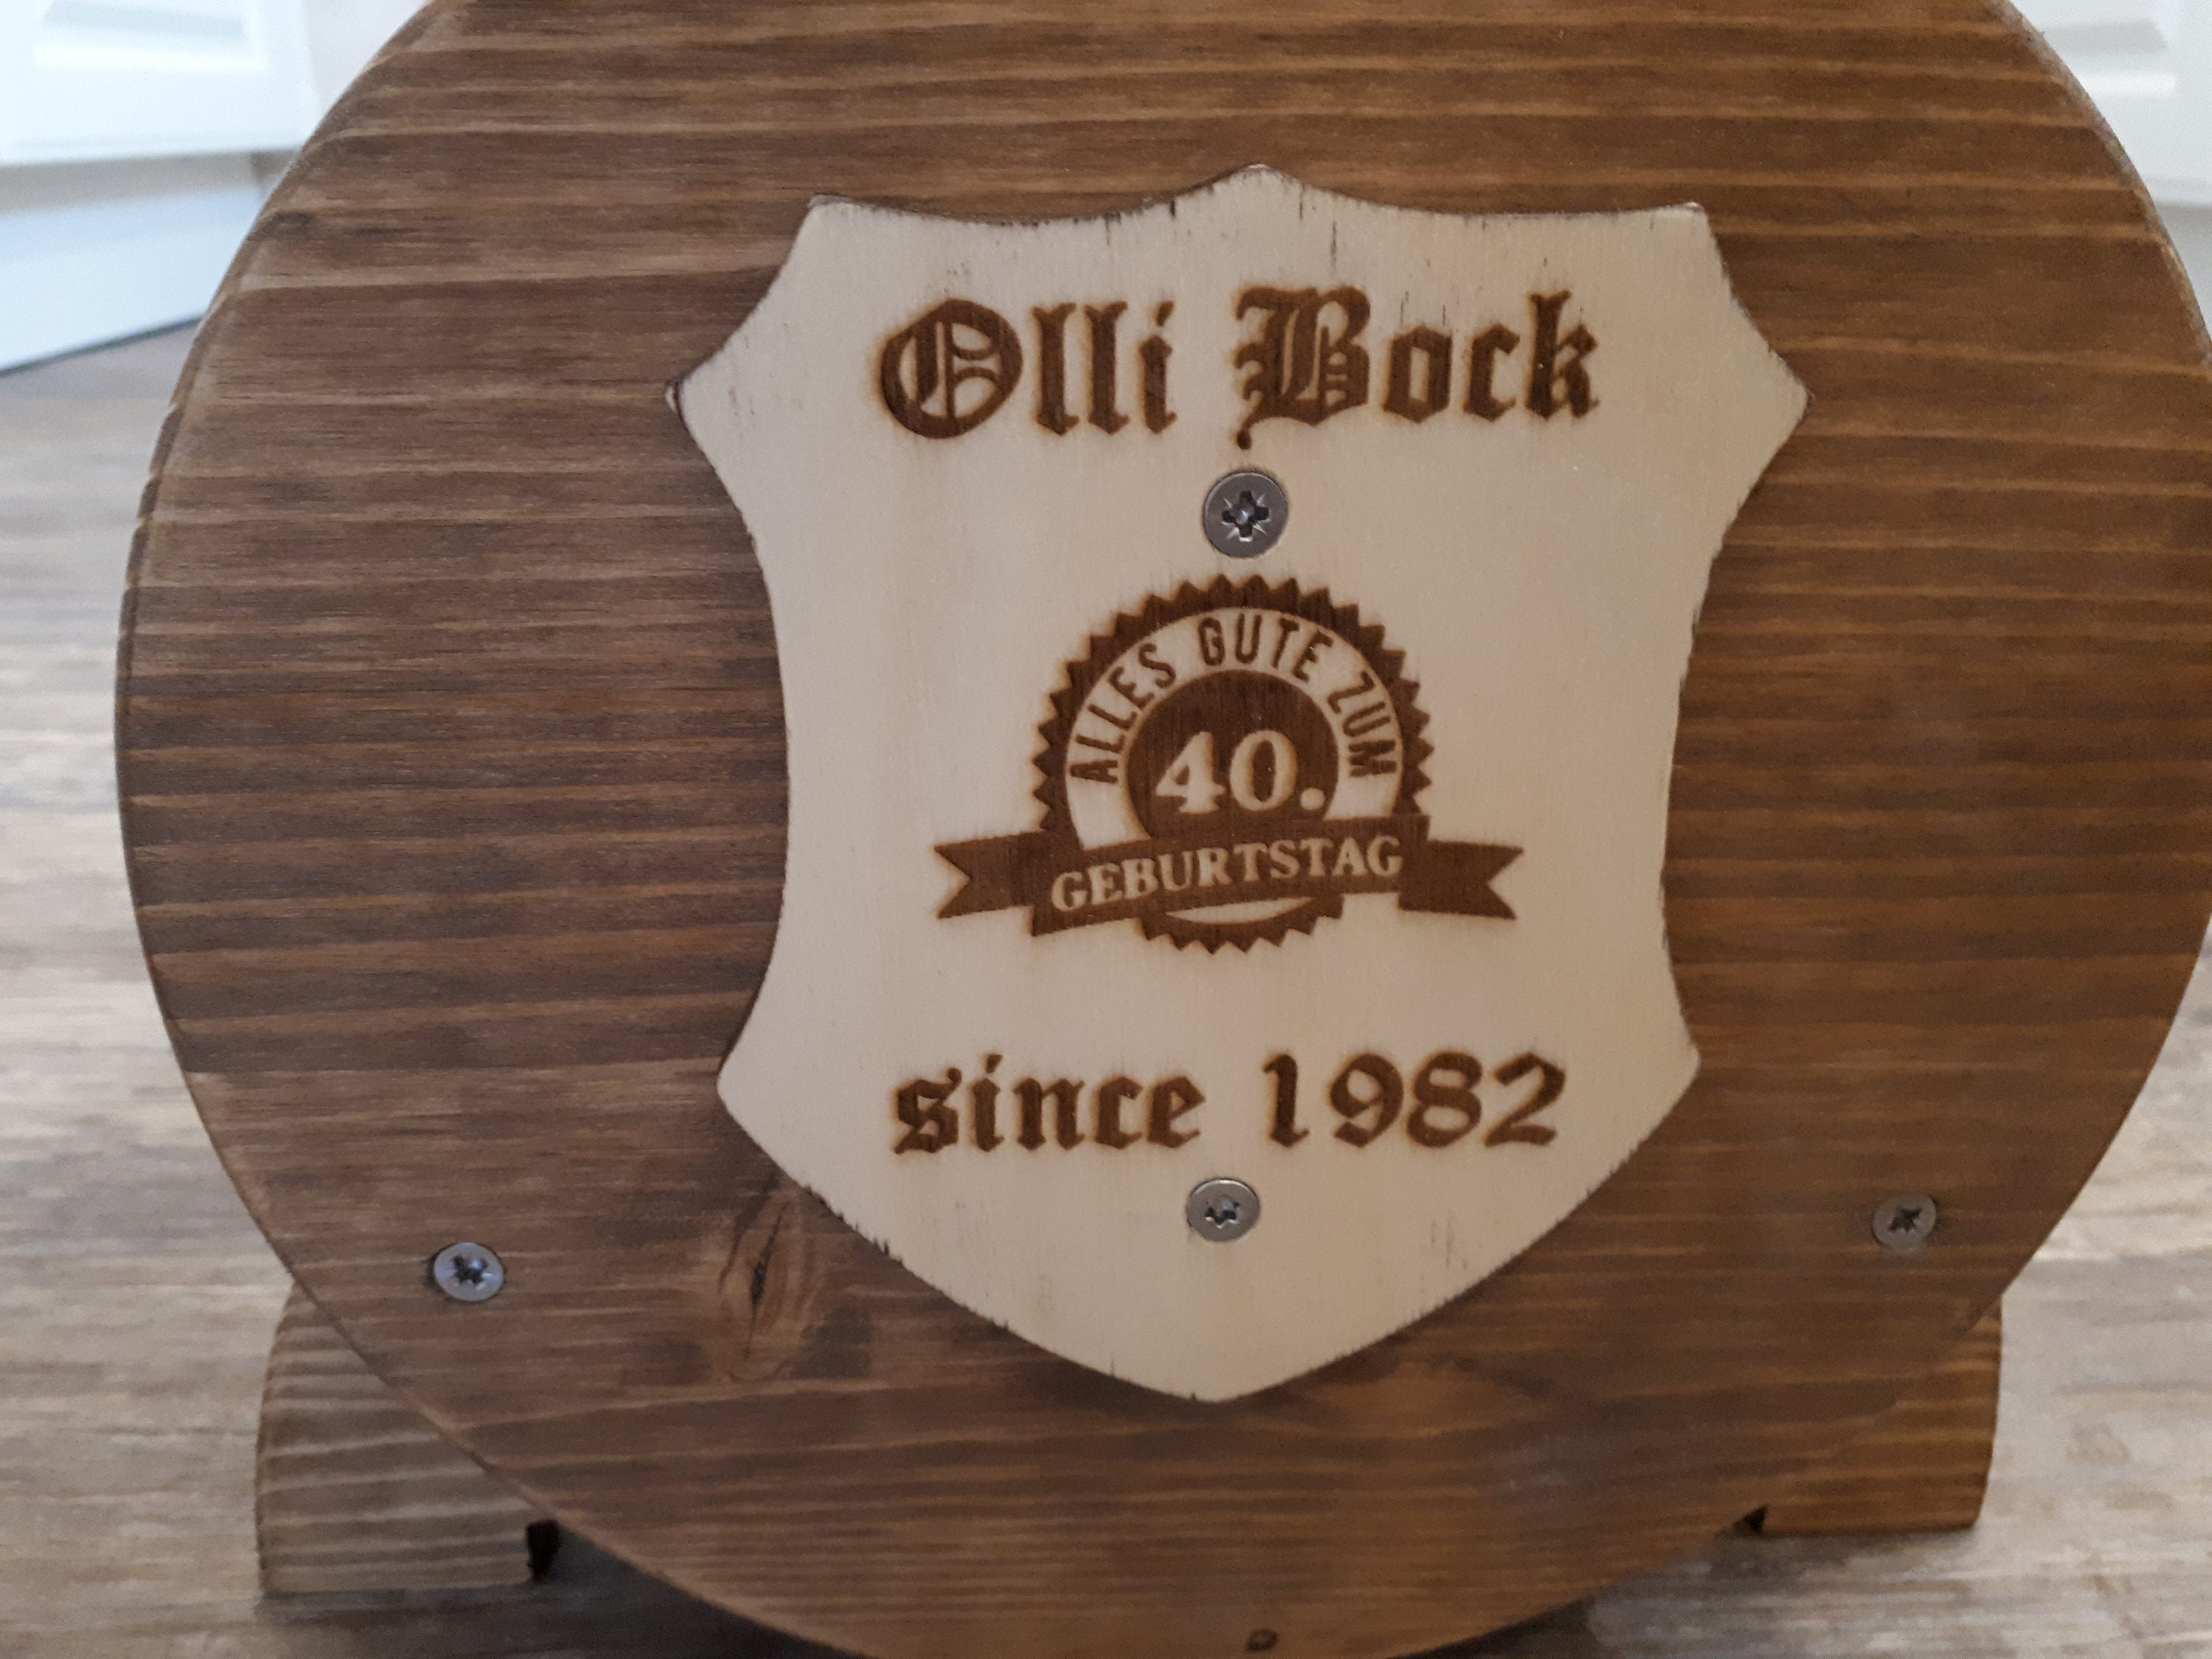 Olli Bock
ALLES GUTE ZUM
40.
GEBURTSTAG
since 1982